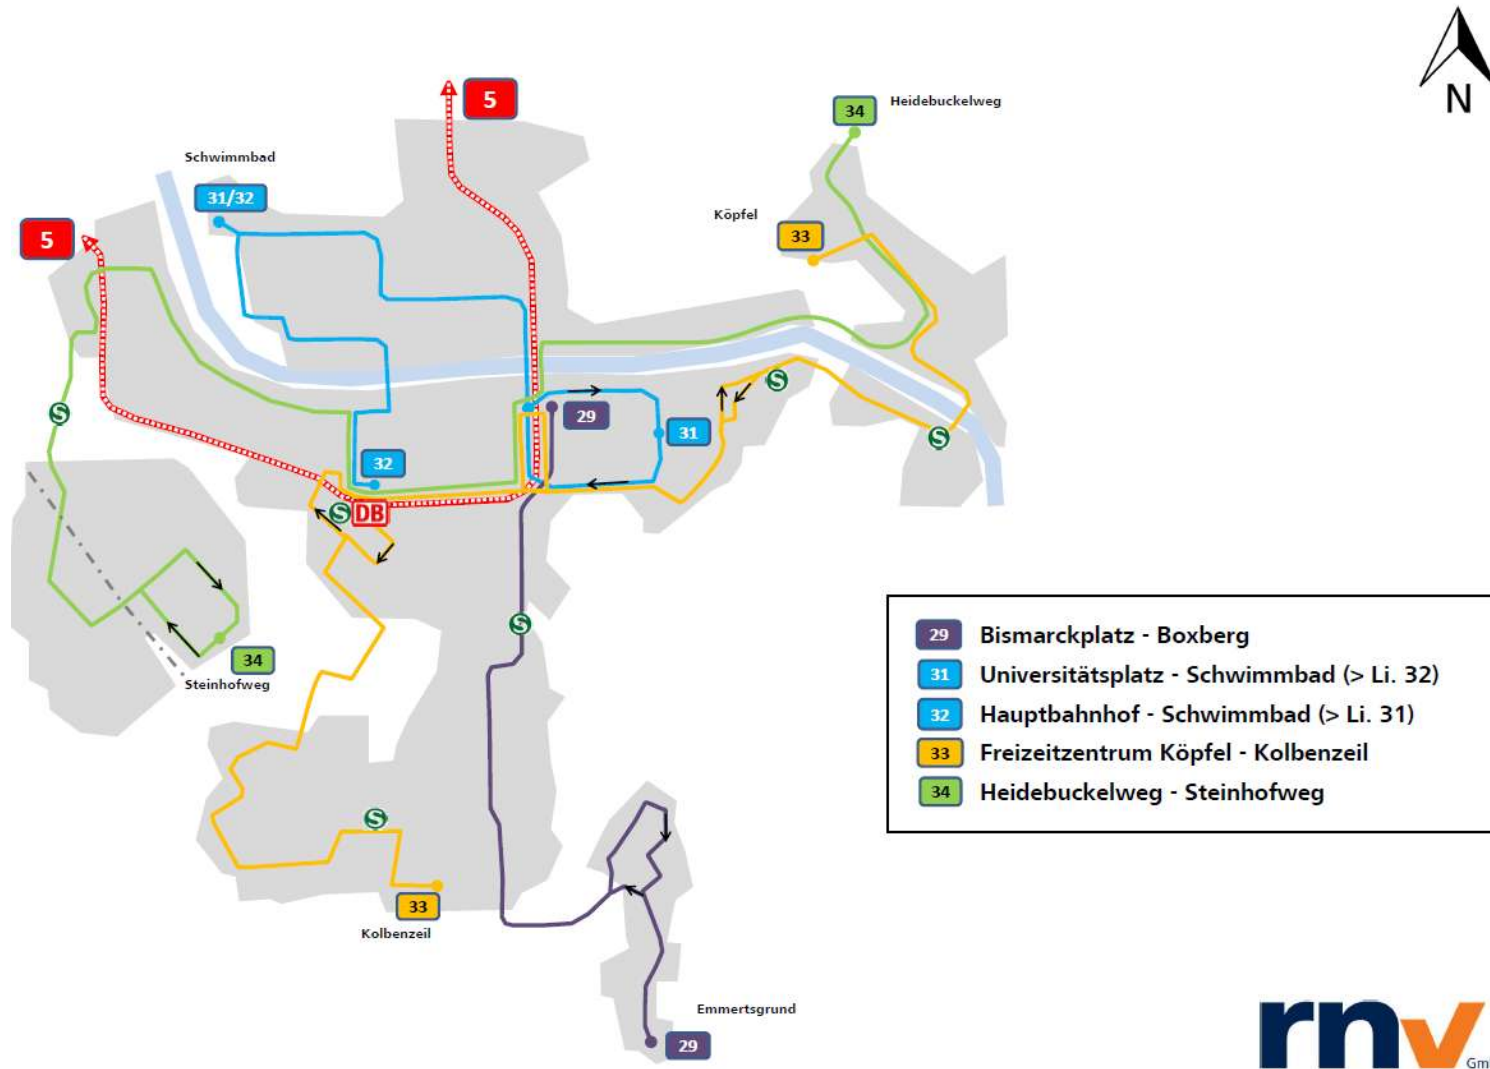 5
N
34
Heidebuckelweg
Schwimmbad
31/32
Köpfel
33
5
S
S
29
31
32
S
S
DB
S
34
Steinhofweg
S
33
Kolbenzeil
Emmertsgrund
29
29 Bismarckplatz - Boxberg
31 Universitätsplatz - Schwimmbad (> Li. 32)
32 Hauptbahnhof - Schwimmbad (> Li. 31)
33 Freizeitzentrum Köpfel - Kolbenzeil
34 Heidebuckelweg - Steinhofweg
rnv